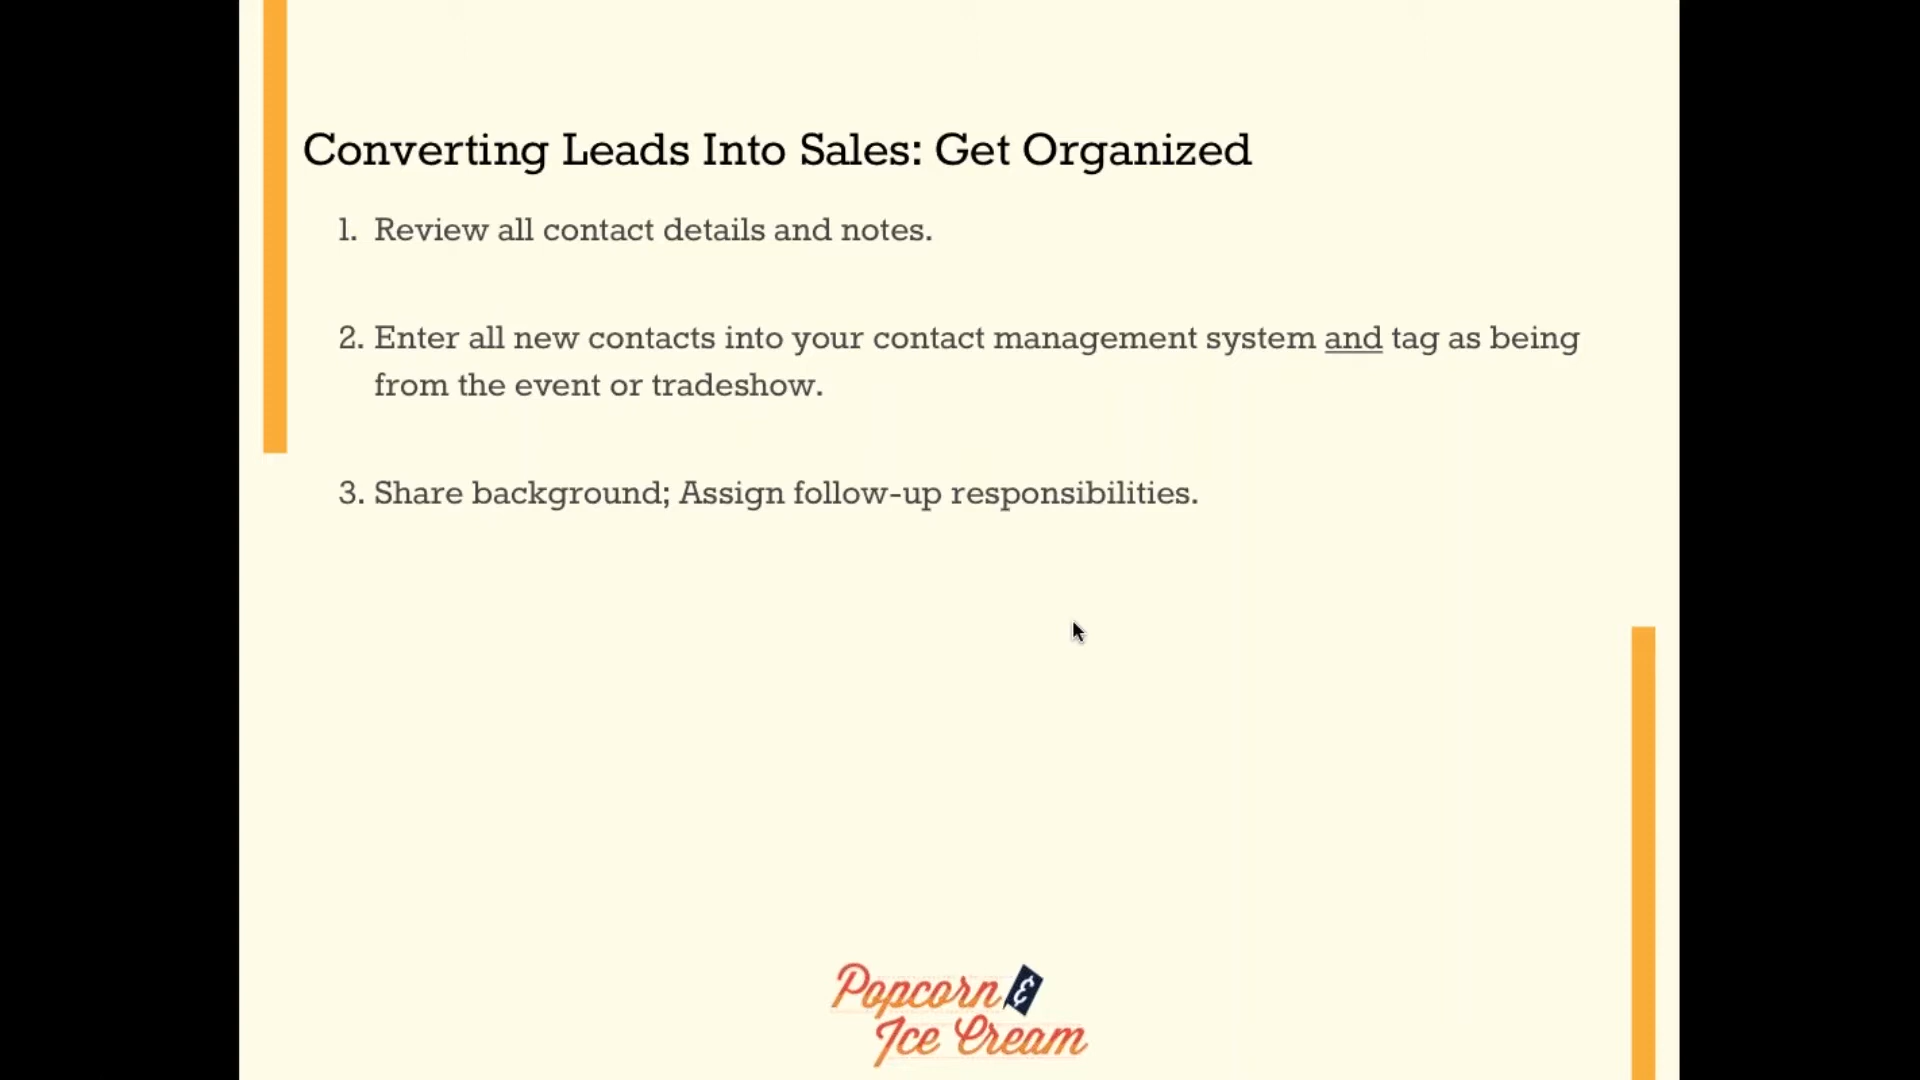 Converting Leads Into Sales: Get Organized
1. Review all contact details and notes.
2. Enter all new contacts into your contact management system and tag as being
from the event or tradeshow.
3. Share background; Assign follow-up responsibilities.
Popcorn &
Ice Cream